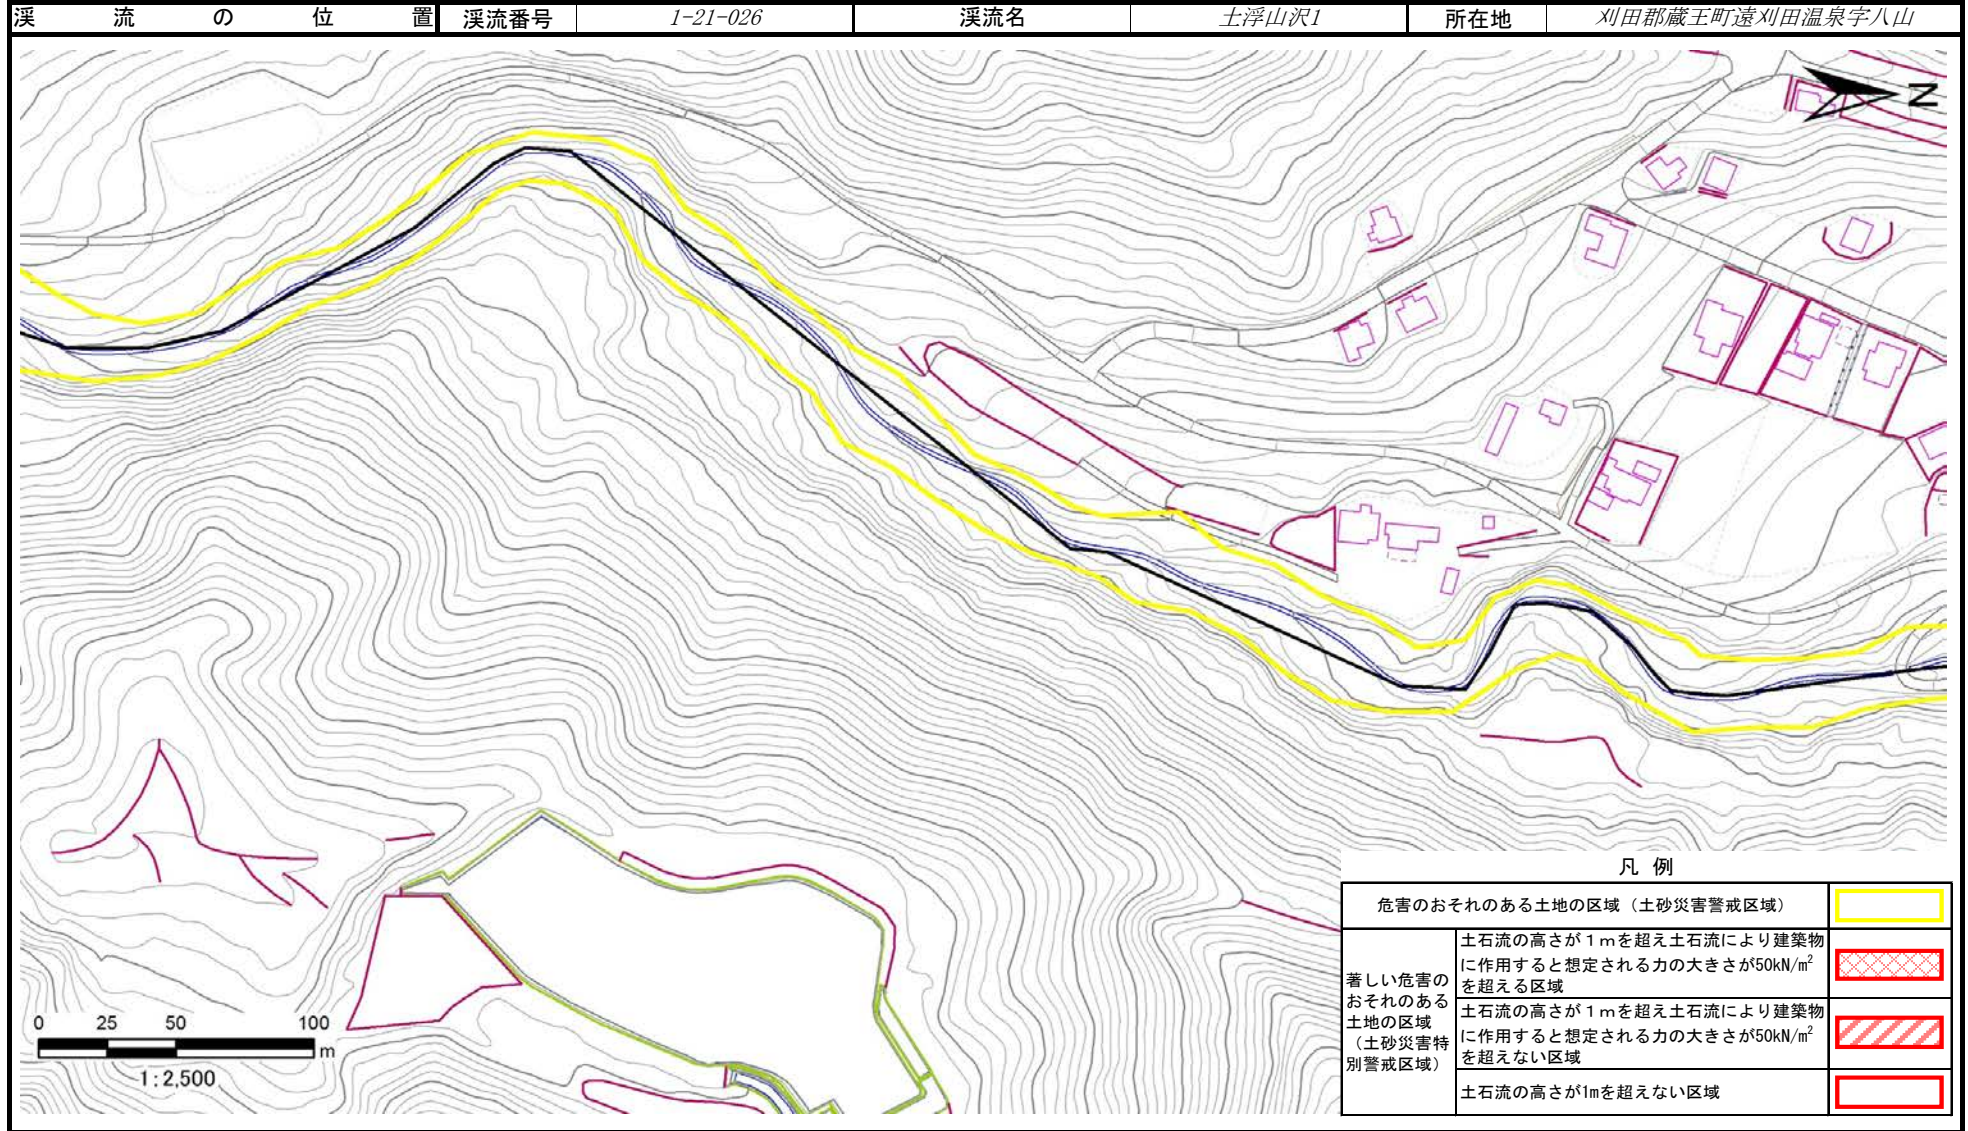 渓流の位置 渓流番号 1-21-026 渓流名 土浮山沢1 所在地 刈田郡蔵王町遠刈田温泉字八山
N
凡 例
危害のおそれのある土地の区域（土砂災害警戒区域）
著しい危害の
おそれのある
土地の区域
（土砂災害特
別警戒区域）
土石流の高さが１ｍを超え土石流により建築物
に作用すると想定される力の大きさが50kN/m²
を超える区域
土石流の高さが１ｍを超え土石流により建築物
に作用すると想定される力の大きさが50kN/m²
を超えない区域
土石流の高さが1mを超えない区域
0 25 50 100
m
1:2,500